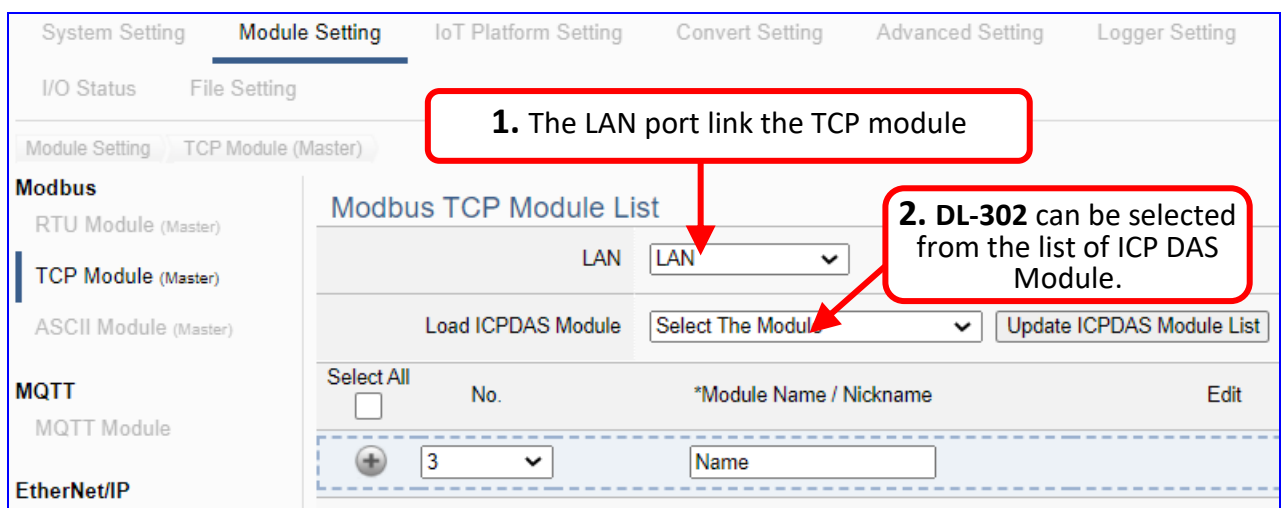 System Setting Module Setting IoT Platform Setting Convert Setting Advanced Setting Logger Setting
I/O Status File Setting
1. The LAN port link the TCP module
Module Setting TCP Module (Master)
Modbus
RTU Module (Master)
TCP Module (Master)
ASCII Module (Master)
MQTT
MQTT Module
EtherNet/IP
Modbus TCP Module List
2. DL-302 can be selected
from the list of ICP DAS
Module.
LAN LAN
Load ICPDAS Module Select The Module Update ICPDAS Module List
Select All No. *Module Name / Nickname Edit
3 Name